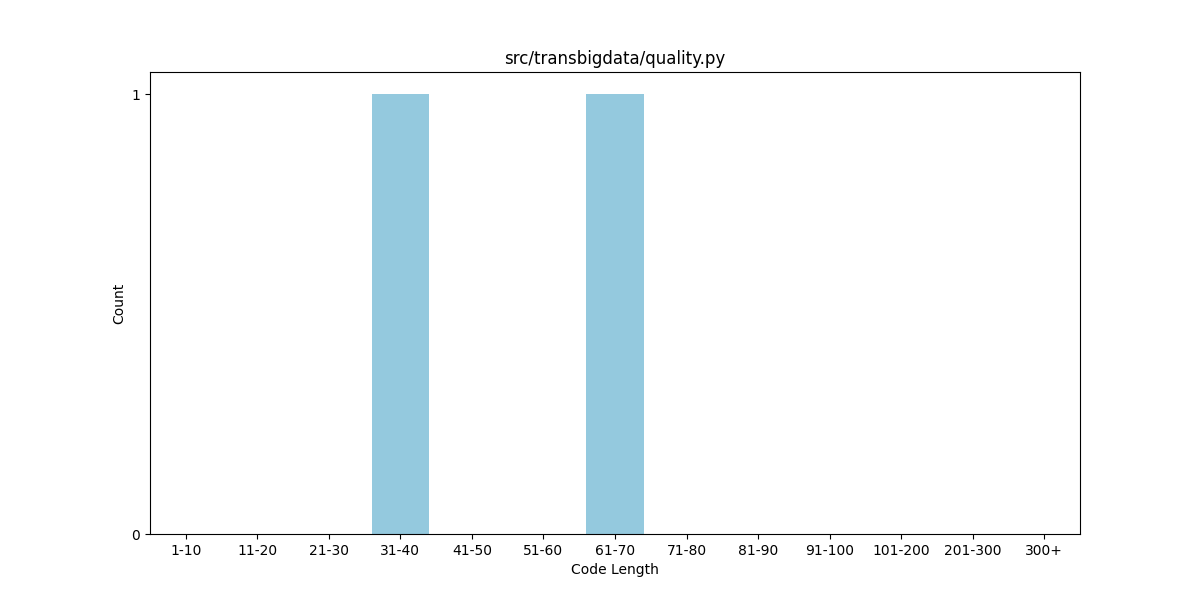 src/transbigdata/quality.py
1
Count
0
1-10 11-20 21-30 31-40 41-50 51-60 61-70 71-80 81-90 91-100 101-200 201-300 300+
Code Length